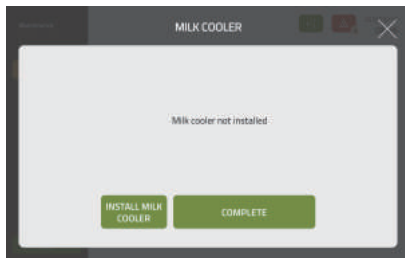 MILK COOLER
Milk cooler not installed
INSTALL MILK
COOLER
COMPLETE